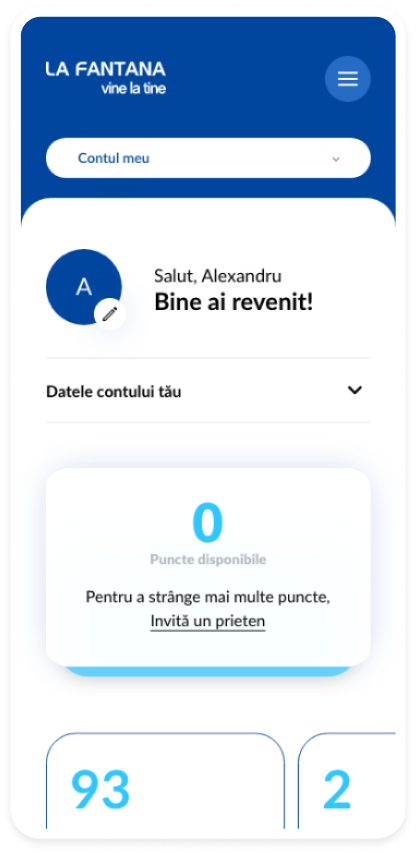 LA FANTANA
vine la tine
Contul meu
A
Salut, Alexandru
Bine ai revenit!
Datele contului tău
0
Puncte disponibile
Pentru a strânge mai multe puncte,
Invită un prieten
93
2